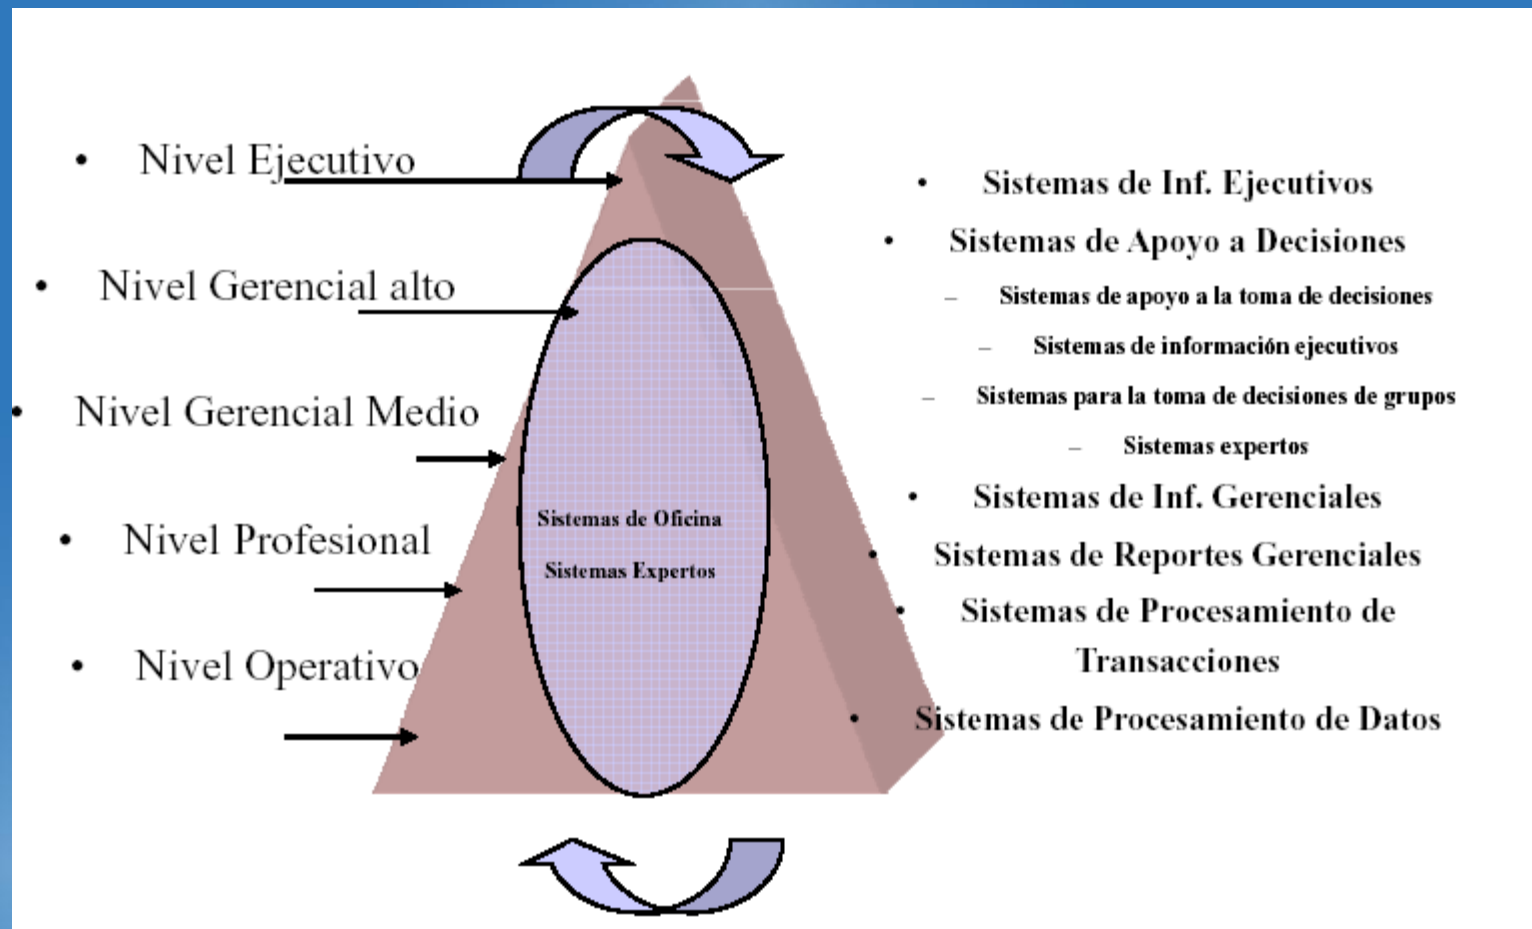 • Nivel Ejecutivo
• Nivel Gerencial alto
• Nivel Gerencial Medio
• Nivel Profesional
• Nivel Operativo
Sistemas de Oficina
Sistemas Expertos
• Sistemas de Inf. Ejecutivos
• Sistemas de Apoyo a Decisiones
– Sistemas de apoyo a la toma de decisiones
– Sistemas de información ejecutivos
– Sistemas para la toma de decisiones de grupos
– Sistemas expertos
• Sistemas de Inf. Gerenciales
• Sistemas de Reportes Gerenciales
• Sistemas de Procesamiento de
Transacciones
• Sistemas de Procesamiento de Datos